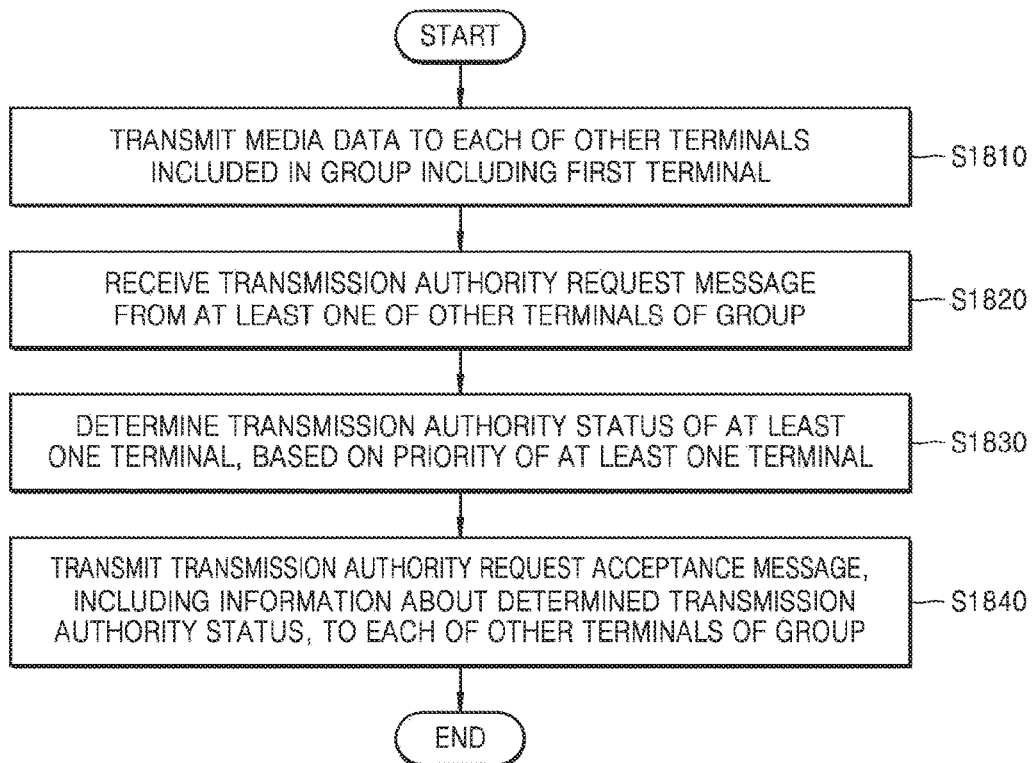 START
TRANSMIT MEDIA DATA TO EACH OF OTHER TERMINALS
INCLUDED IN GROUP INCLUDING FIRST TERMINAL
S1810
RECEIVE TRANSMISSION AUTHORITY REQUEST MESSAGE
FROM AT LEAST ONE OF OTHER TERMINALS OF GROUP
S1820
DETERMINE TRANSMISSION AUTHORITY STATUS OF AT LEAST
ONE TERMINAL, BASED ON PRIORITY OF AT LEAST ONE TERMINAL
S1830
TRANSMIT TRANSMISSION AUTHORITY REQUEST ACCEPTANCE MESSAGE,
INCLUDING INFORMATION ABOUT DETERMINED TRANSMISSION
AUTHORITY STATUS, TO EACH OF OTHER TERMINALS OF GROUP
S1840
END